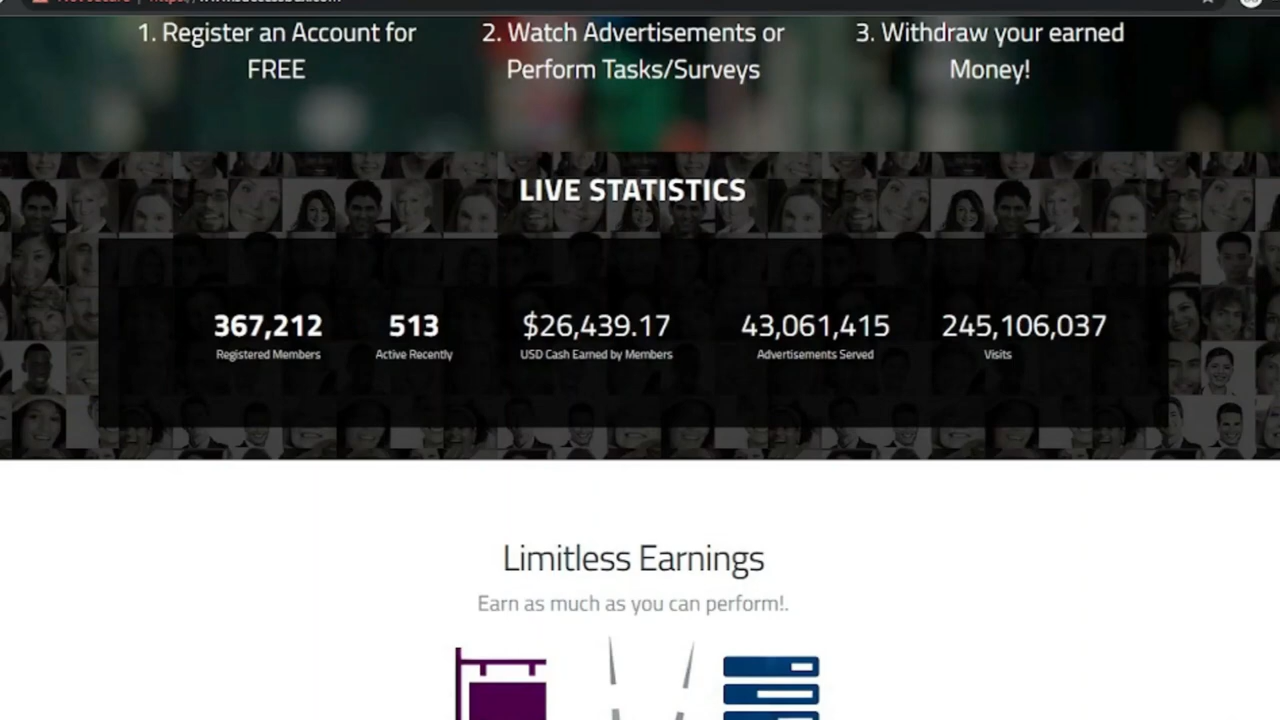 1. Register an Account for
FREE
2. Watch Advertisements or
Perform Tasks/Surveys
3. Withdraw your earned
Money!
LIVE STATISTICS
367,212
Registered Members
513
Active Recently
$26,439.17
USD Cash Earned by Members
43,061,415
Advertisements Served
245,106,037
Visits
Limitless Earnings
Earn as much as you can perform!.